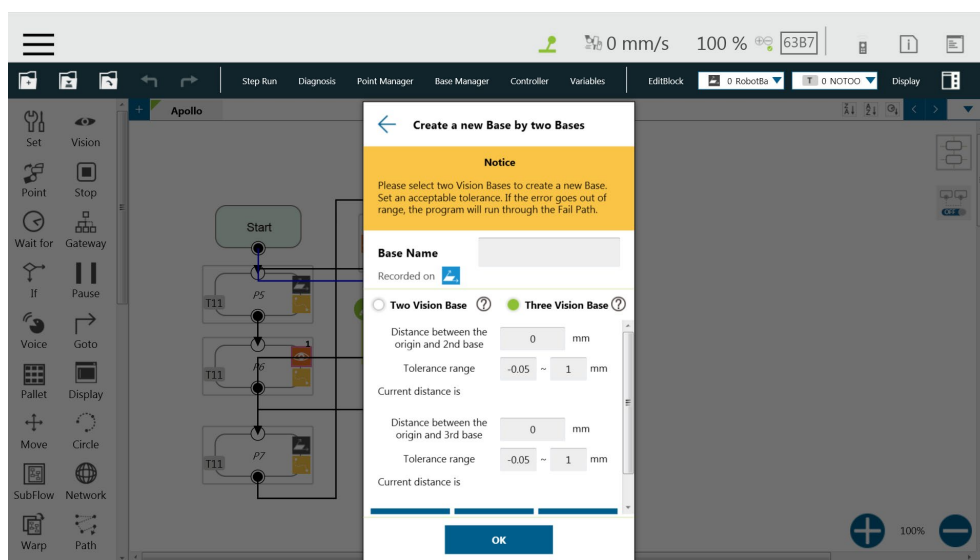 0 mm/s 100 % 63B7
Step Run Diagnosis Point Manager Base Manager Controller Variables EditBlock 0 RobotBa T 0 NOTOO Display
+ Apollo
Set Vision
Point Stop
Wait for Gateway
If Pause
Voice Goto
Pallet Display
Move Circle
SubFlow Network
Warp Path
Start
P5
T11
1
P6
T11
P7
T11
Create a new Base by two Bases
Notice
Please select two Vision Bases to create a new Base.
Set an acceptable tolerance. If the error goes out of
range, the program will run through the Fail Path.
Base Name
Recorded on
Two Vision Base ? Three Vision Base ?
Distance between the
origin and 2nd base 0 mm
Tolerance range -0.05 ~ 1 mm
Current distance is
Distance between the
origin and 3rd base 0 mm
Tolerance range -0.05 ~ 1 mm
Current distance is
OK
OFF
100%